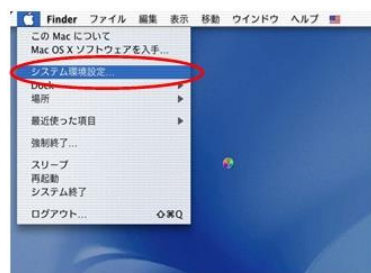 Finder ファイル 編集 表示 移動 ウインドウ ヘルプ
この Mac について
Mac OS X ソフトウェアを入手...
システム環境設定...
Dock
場所
最近使った項目
強制終了...
スリープ
再起動
システム終了
ログアウト... ⇧⌘Q